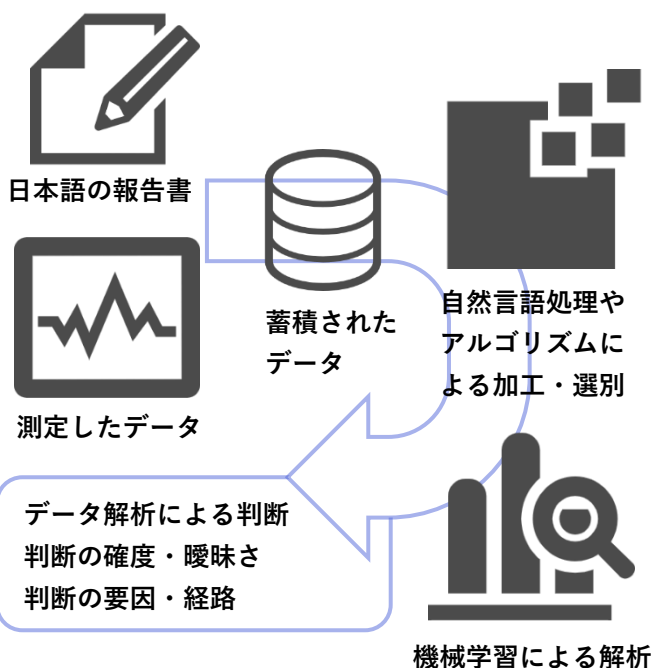 日本語の報告書
測定したデータ
蓄積された
データ
自然言語処理や
アルゴリズムに
よる加工・選別
機械学習による解析
データ解析による判断
判断の確度・曖昧さ
判断の要因・経路